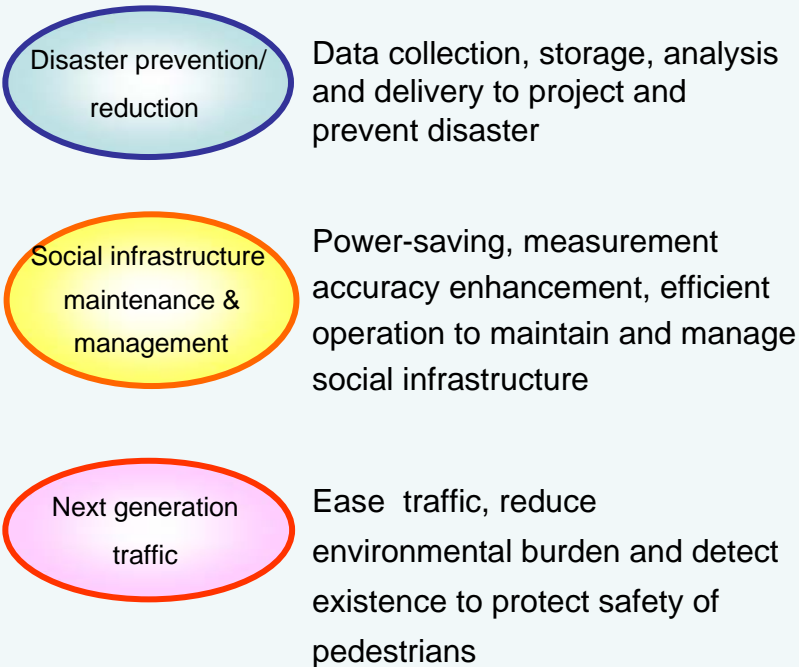 Disaster prevention/
reduction
Data collection, storage, analysis
and delivery to project and
prevent disaster
Social infrastructure
maintenance &
management
Power-saving, measurement
accuracy enhancement, efficient
operation to maintain and manage
social infrastructure
Next generation
traffic
Ease traffic, reduce
environmental burden and detect
existence to protect safety of
pedestrians